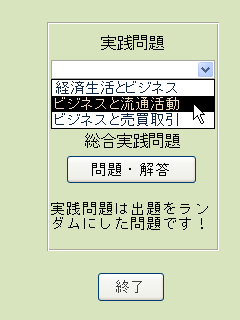 実践問題
経済生活とビジネス
ビジネスと流通活動
ビジネスと売買取引
総合実践問題
問題・解答
実践問題は出題をラン
ダムにした問題です！
終了